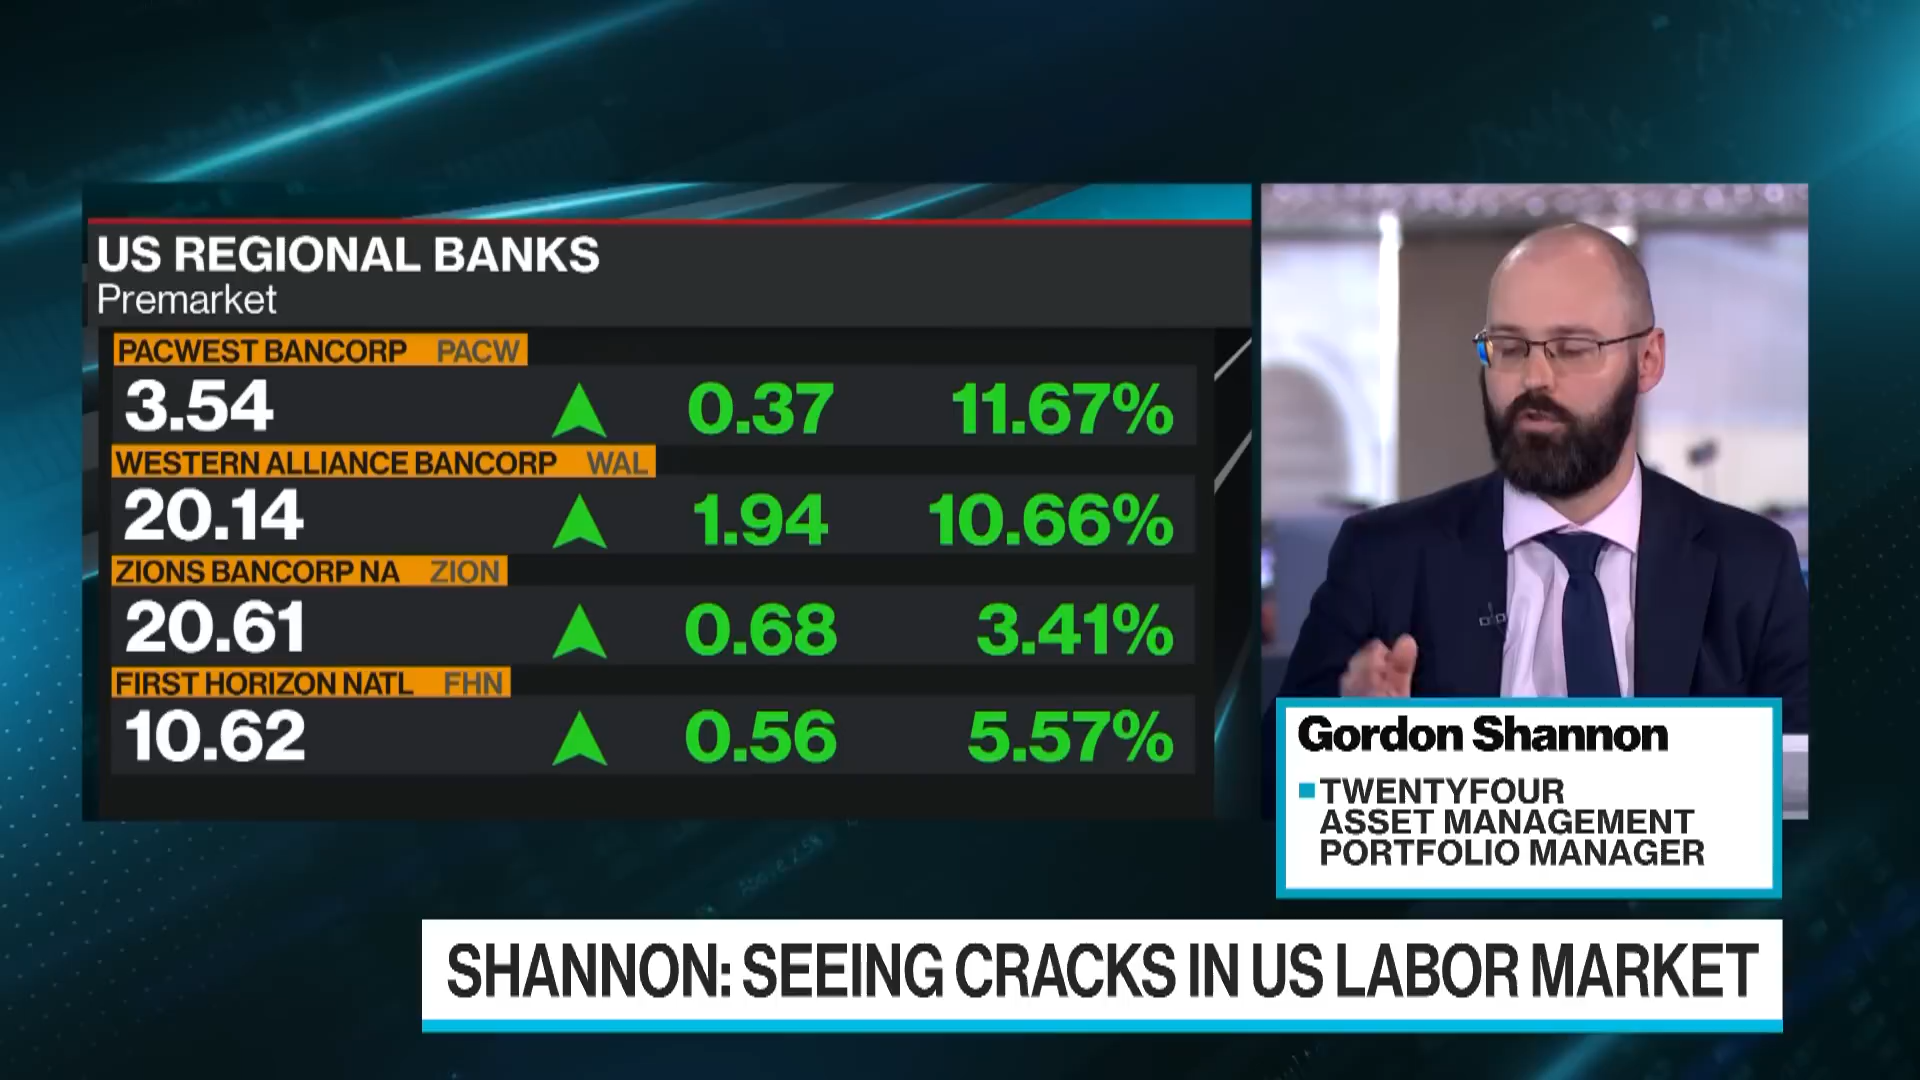 US REGIONAL BANKS
Premarket
PACWEST BANCORP PACW
3.54 ▲ 0.37 11.67%
WESTERN ALLIANCE BANCORP WAL
20.14 ▲ 1.94 10.66%
ZIONS BANCORP NA ZION
20.61 ▲ 0.68 3.41%
FIRST HORIZON NATL FHN
10.62 ▲ 0.56 5.57%
Gordon Shannon
TWENTYFOUR
ASSET MANAGEMENT
PORTFOLIO MANAGER
SHANNON: SEEING CRACKS IN US LABOR MARKET